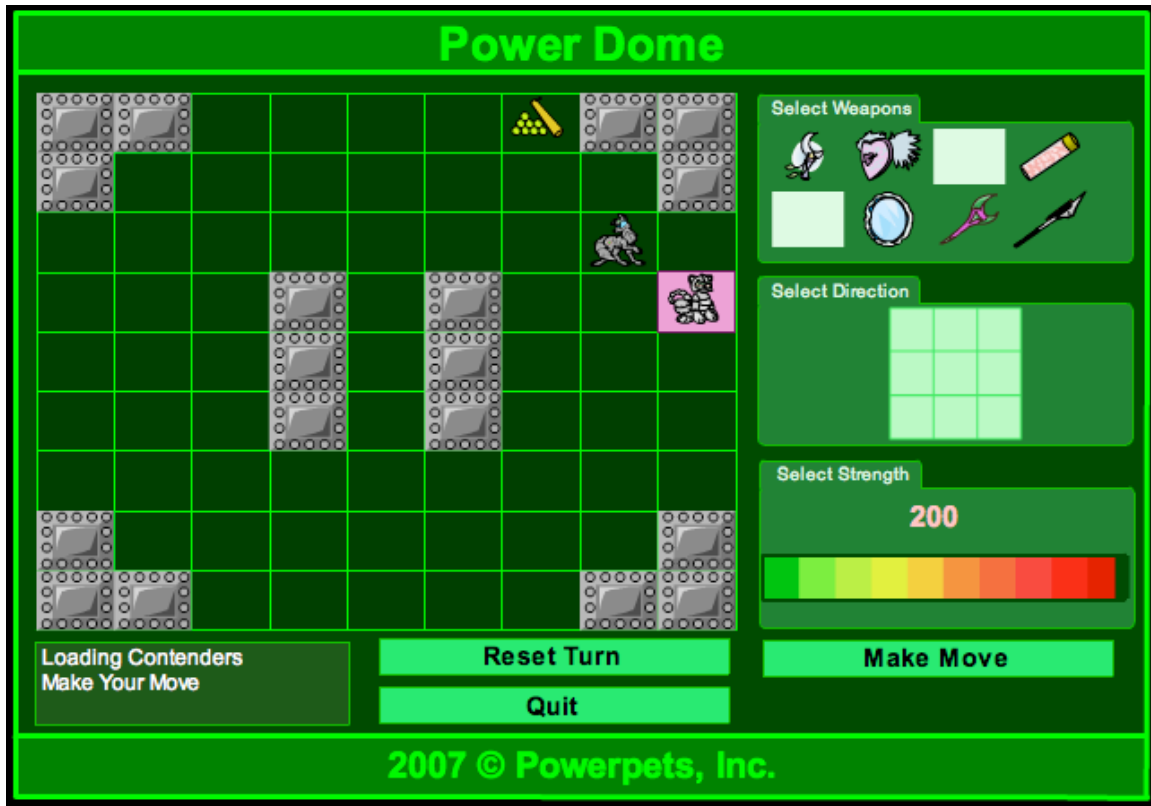 Power Dome
Select Weapons
Select Direction
Select Strength
200
Loading Contenders
Make Your Move
Reset Turn
Quit
Make Move
2007 © Powerpets, Inc.